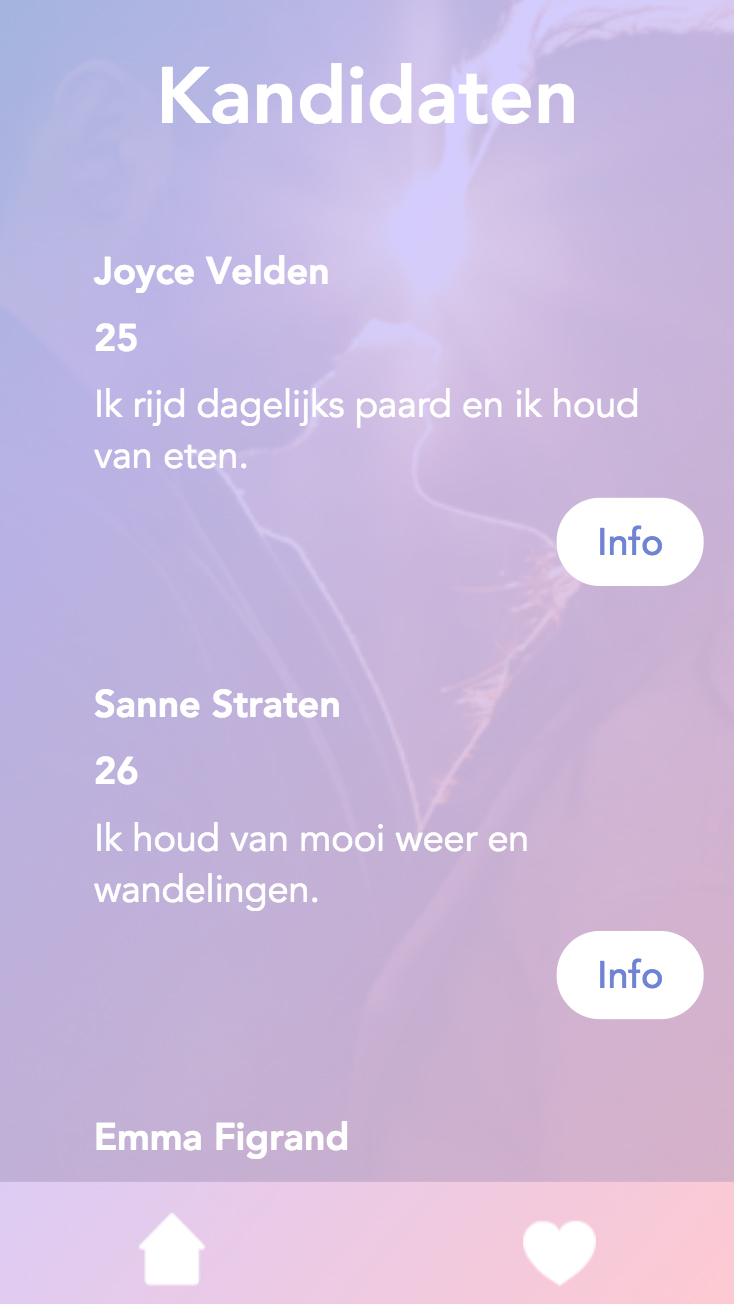 Kandidaten
Joyce Velden
25
Ik rijd dagelijks paard en ik houd
van eten.
Info
Sanne Straten
26
Ik houd van mooi weer en
wandelingen.
Info
Emma Figrand